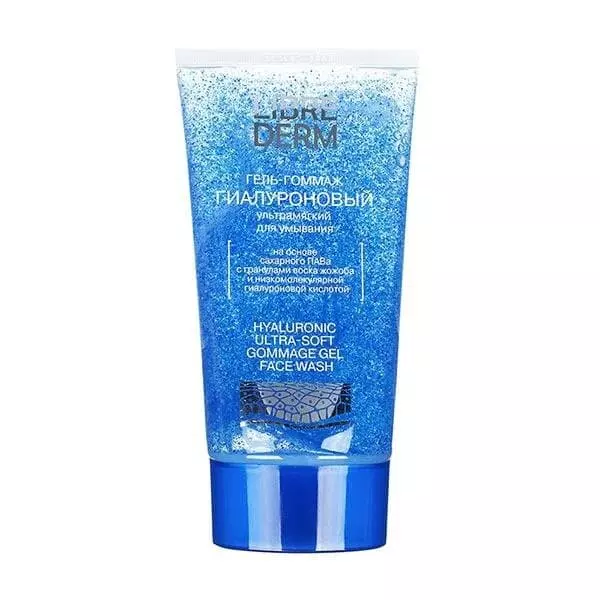 LIBRE
DERM
ГЕЛЬ-ГОММАЖ
ГИАЛУРОНОВЫЙ
ультрамягкий
для умывания
на основе
сахарного ПАВа
с гранулами воска жожоба
и низкомолекулярной
гиалуроновой кислотой
HYALURONIC
ULTRA-SOFT
GOMMAGE GEL
FACE WASH